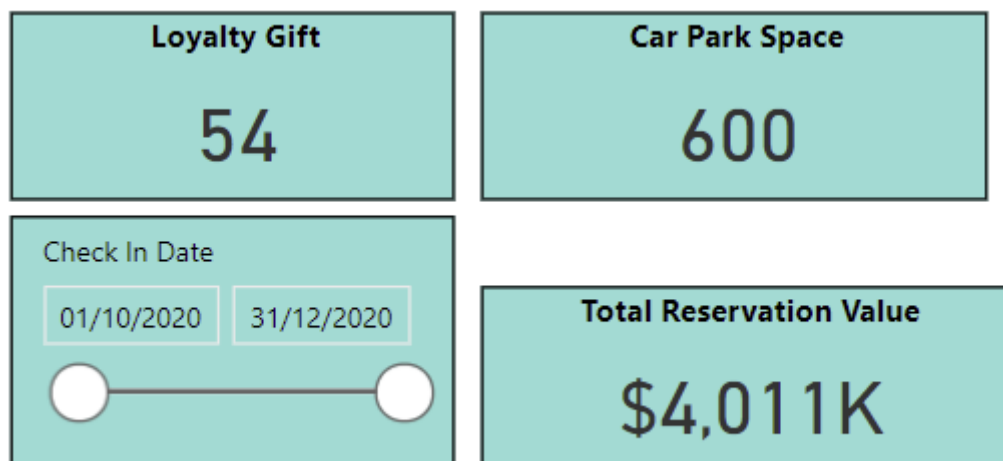 Loyalty Gift
54
Car Park Space
600
Check In Date
01/10/2020 31/12/2020
Total Reservation Value
$4,011K